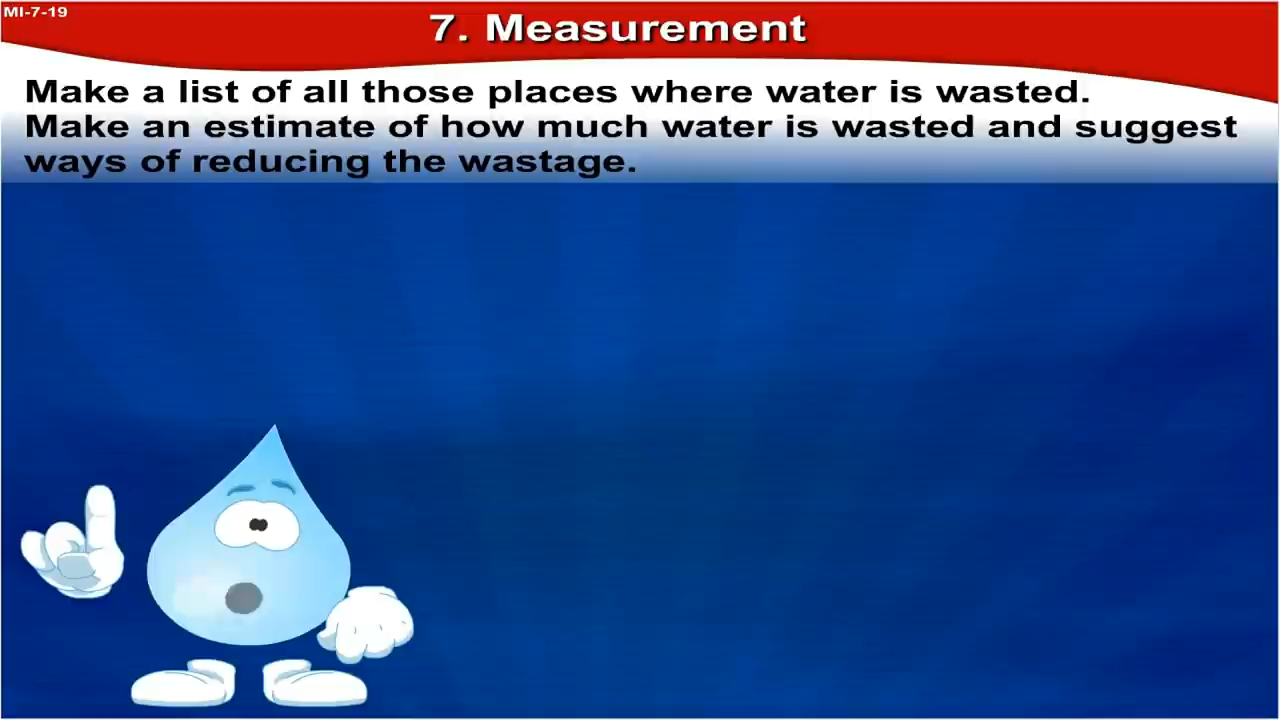 MI-7-19
7. Measurement
Make a list of all those places where water is wasted.
Make an estimate of how much water is wasted and suggest
ways of reducing the wastage.